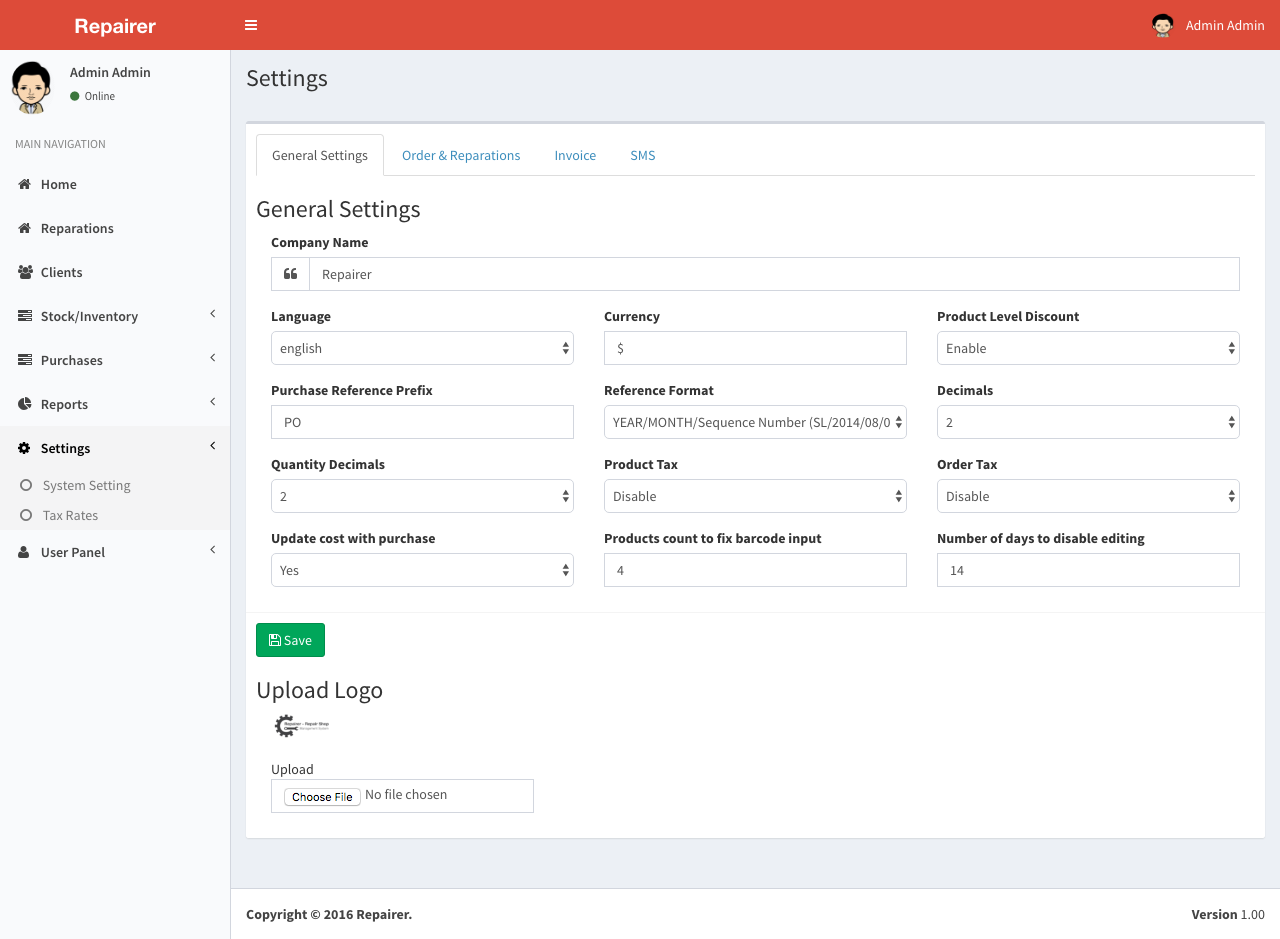 Repairer
Admin Admin
Admin Admin
Online
MAIN NAVIGATION
Home
Reparations
Clients
Stock/Inventory
Purchases
Reports
Settings
System Setting
Tax Rates
User Panel
Settings
General Settings
Order & Reparations
Invoice
SMS
General Settings
Company Name
Repairer
Language
Currency
Product Level Discount
english
$
Enable
Purchase Reference Prefix
Reference Format
Decimals
PO
YEAR/MONTH/Sequence Number (SL/2014/08/0
2
Quantity Decimals
Product Tax
Order Tax
2
Disable
Disable
Update cost with purchase
Products count to fix barcode input
Number of days to disable editing
Yes
4
14
Save
Upload Logo
Repairer - Repair Shop
Management System
Upload
Choose File No file chosen
Copyright © 2016 Repairer.
Version 1.00